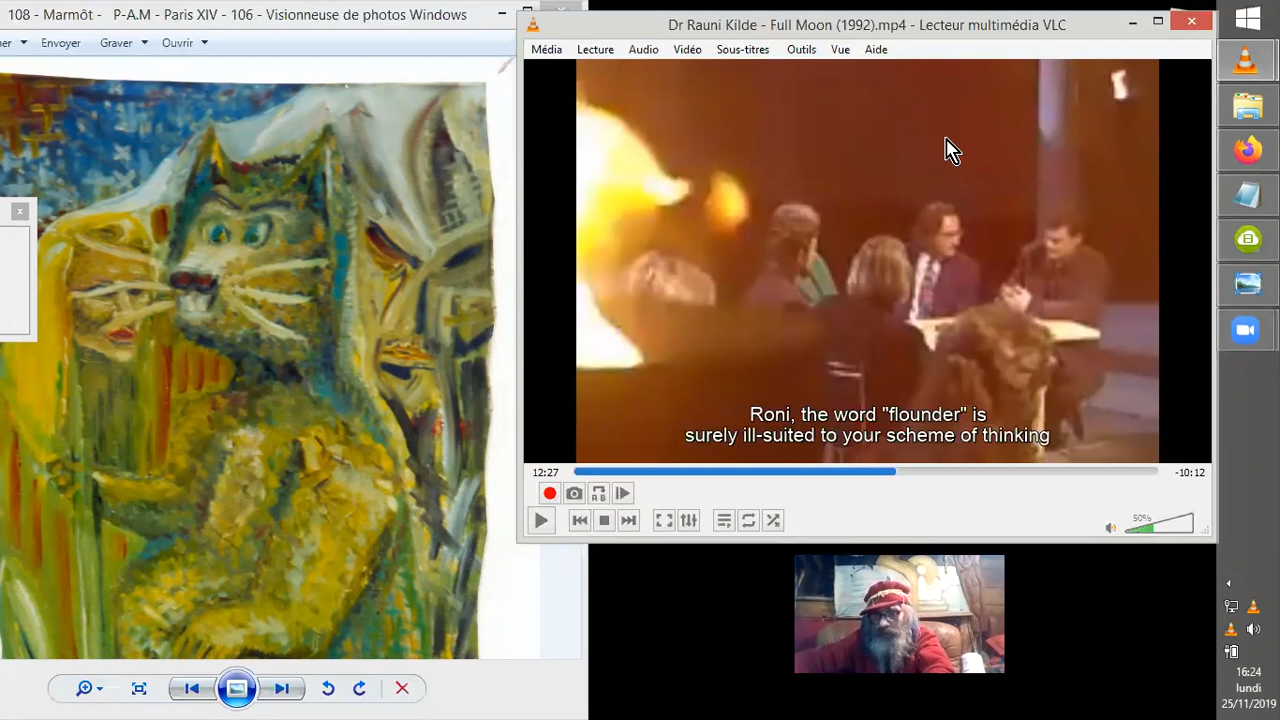 108 - Marmôt - P-A-M - Paris XIV - 106 - Visionneuse de photos Windows
Envoyer Graver Ouvrir
Dr Rauni Kilde - Full Moon (1992).mp4 - Lecteur multimédia VLC
Média Lecture Audio Vidéo Sous-titres Outils Vue Aide
Roni, the word "flounder" is
surely ill-suited to your scheme of thinking
12:27
-10:12
A-B
50%
16:24
lundi
25/11/2019